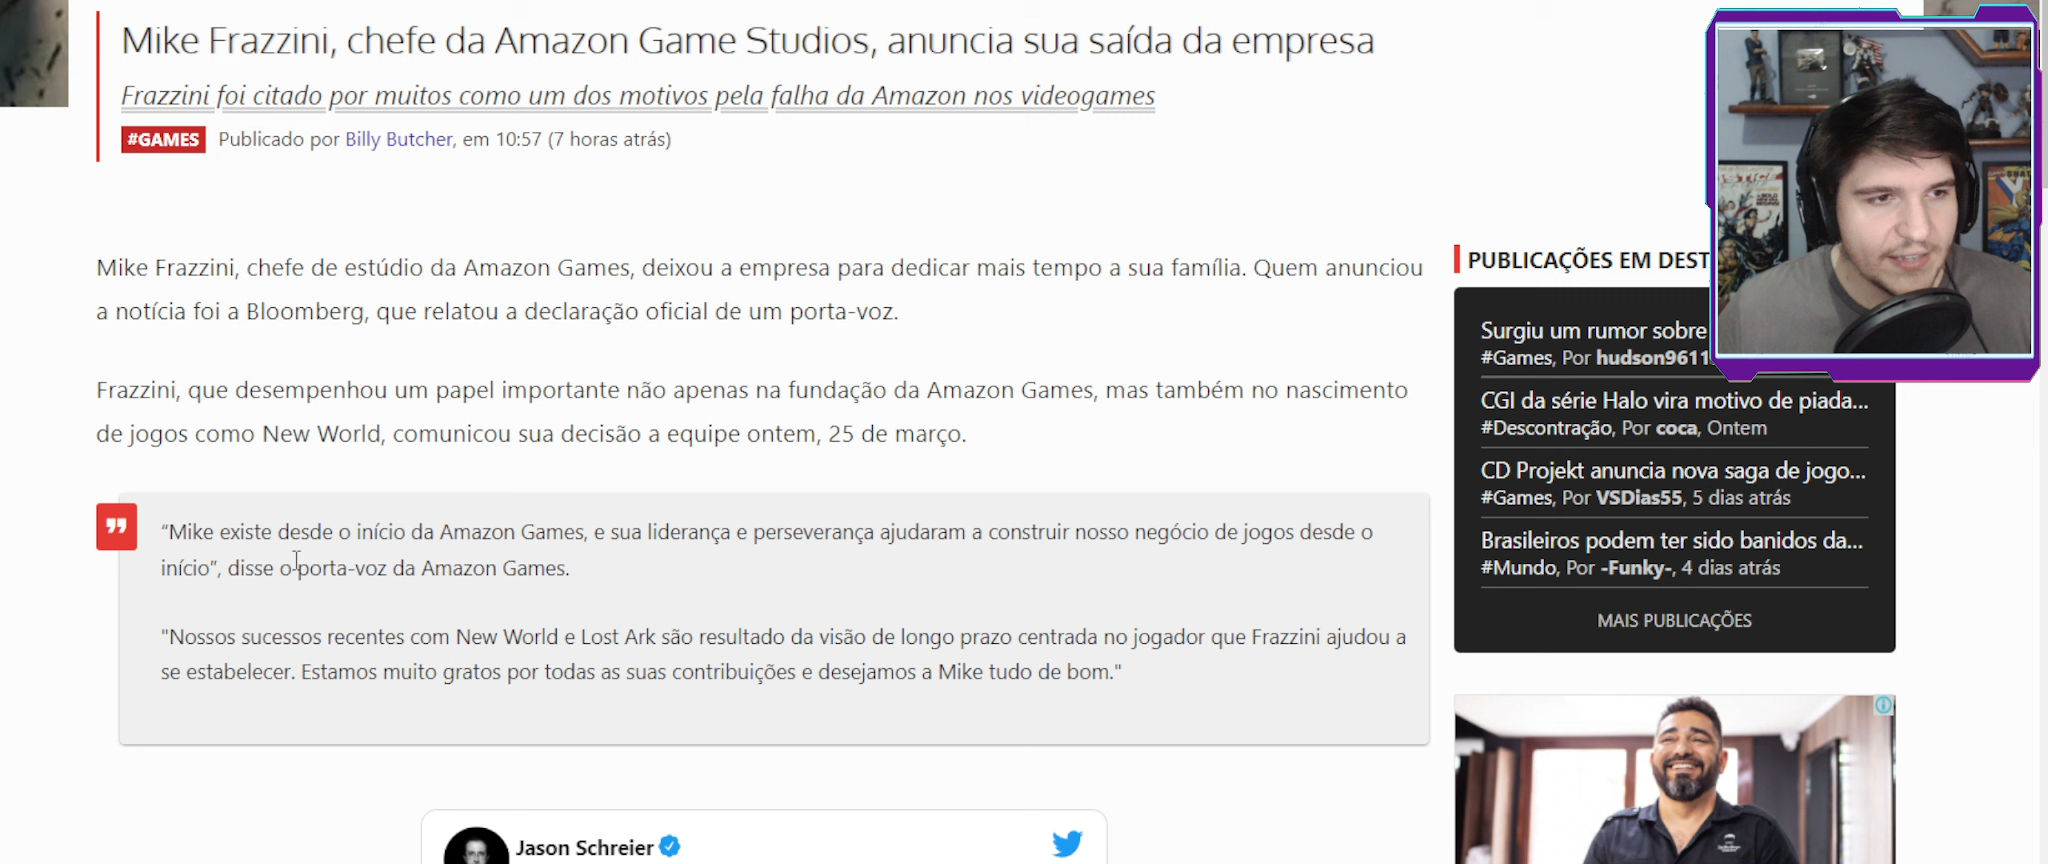 Mike Frazzini, chefe da Amazon Game Studios, anuncia sua saída da empresa
Frazzini foi citado por muitos como um dos motivos pela falha da Amazon nos videogames
#GAMES Publicado por Billy Butcher, em 10:57 (7 horas atrás)
Mike Frazzini, chefe de estúdio da Amazon Games, deixou a empresa para dedicar mais tempo a sua família. Quem anunciou
a notícia foi a Bloomberg, que relatou a declaração oficial de um porta-voz.
Frazzini, que desempenhou um papel importante não apenas na fundação da Amazon Games, mas também no nascimento
de jogos como New World, comunicou sua decisão a equipe ontem, 25 de março.
“Mike existe desde o início da Amazon Games, e sua liderança e perseverança ajudaram a construir nosso negócio de jogos desde o
início”, disse o porta-voz da Amazon Games.
"Nossos sucessos recentes com New World e Lost Ark são resultado da visão de longo prazo centrada no jogador que Frazzini ajudou a
se estabelecer. Estamos muito gratos por todas as suas contribuições e desejamos a Mike tudo de bom."
Jason Schreier
PUBLICAÇÕES EM DEST
Surgiu um rumor sobre
#Games, Por hudson9611
CGI da série Halo vira motivo de piada...
#Descontração, Por coca, Ontem
CD Projekt anuncia nova saga de jogo...
#Games, Por VSDias55, 5 dias atrás
Brasileiros podem ter sido banidos da...
#Mundo, Por -Funky-, 4 dias atrás
MAIS PUBLICAÇÕES